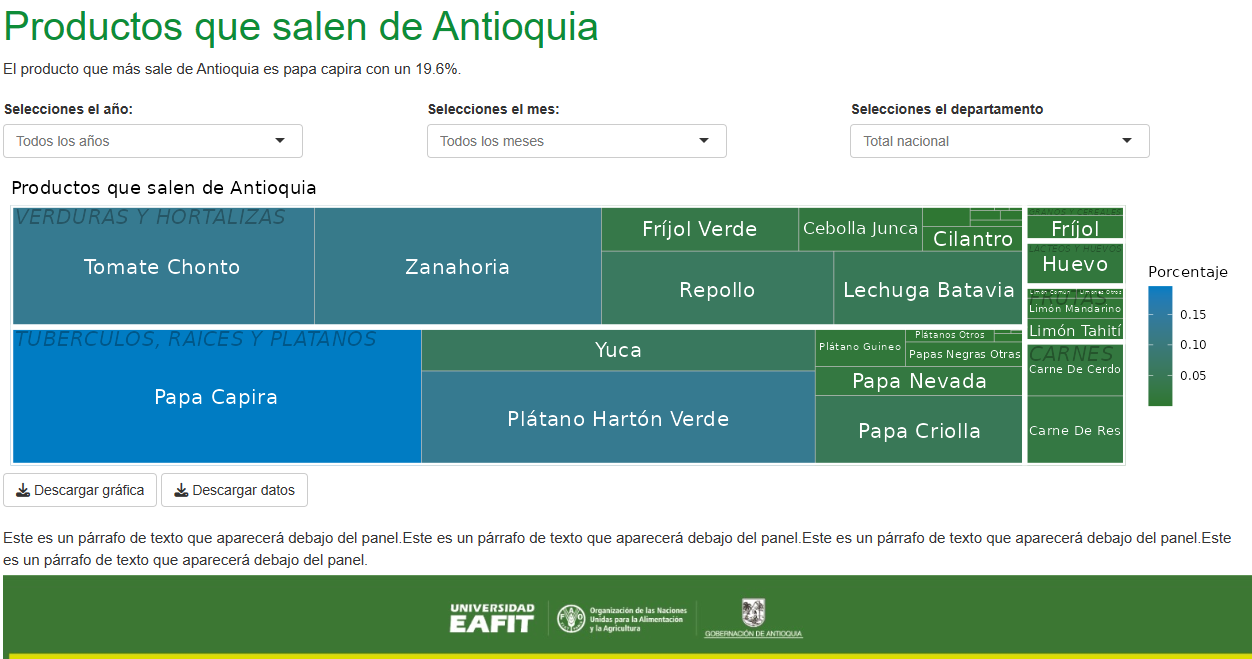 Productos que salen de Antioquia
El producto que más sale de Antioquia es papa capira con un 19.6%.
Selecciones el año:
Selecciones el mes:
Selecciones el departamento
Todos los años
Todos los meses
Total nacional
Productos que salen de Antioquia
VERDURAS Y HORTALIZAS
Tomate Chonto
Zanahoria
Fríjol Verde
Cebolla Junca
Cilantro
Repollo
Lechuga Batavia
TUBERCULOS, RAICES Y PLATANOS
Papa Capira
Yuca
Plátano Hartón Verde
Plátano Guineo
Plátanos Otros
Papas Negras Otras
Papa Nevada
Papa Criolla
GRANOS Y CEREALES
Fríjol
LACTEOS Y HUEVOS
Huevo
FRUTAS
Limón Común
Limones Otros
Limón Mandarino
Limón Tahití
CARNES
Carne De Cerdo
Carne De Res
Porcentaje
0.15
0.10
0.05
Descargar gráfica
Descargar datos
Este es un párrafo de texto que aparecerá debajo del panel.Este es un párrafo de texto que aparecerá debajo del panel.Este es un párrafo de texto que aparecerá debajo del panel.Este
es un párrafo de texto que aparecerá debajo del panel.
UNIVERSIDAD
EAFIT
FAO
Organización de las Naciones
Unidas para la Alimentación
y la Agricultura
GOBERNACIÓN DE ANTIOQUIA